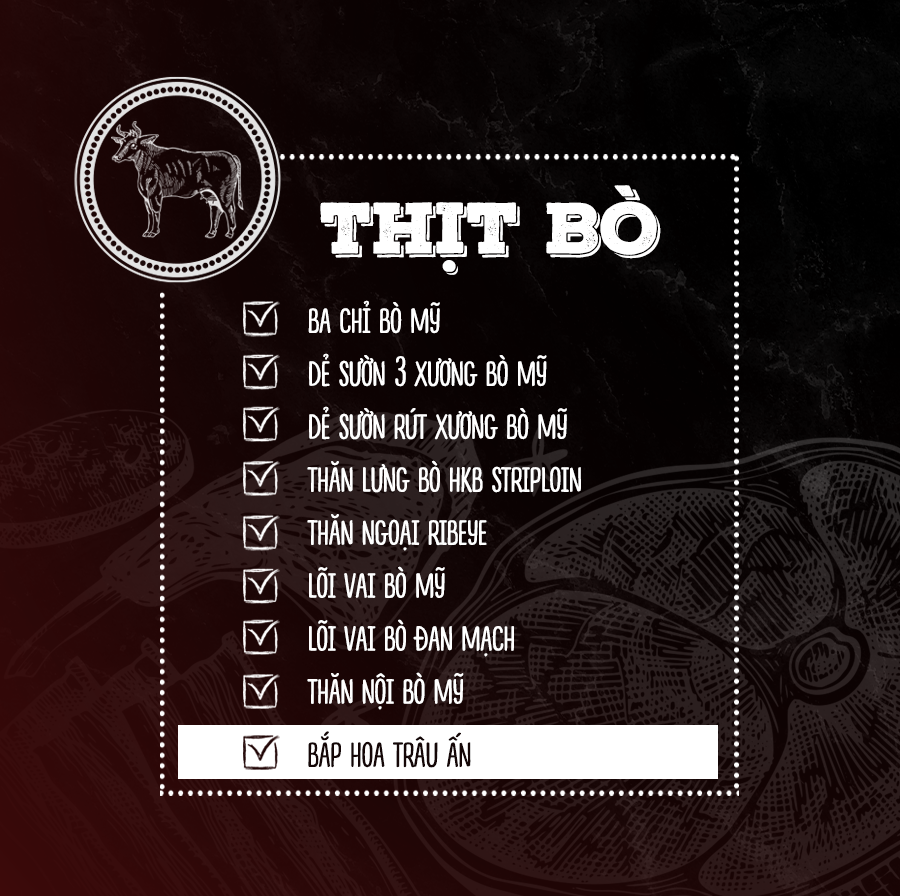 THỊT BÒ
BA CHỈ BÒ MỸ
DẺ SƯỜN 3 XƯƠNG BÒ MỸ
DẺ SƯỜN RÚT XƯƠNG BÒ MỸ
THĂN LƯNG BÒ HKB STRIPLOIN
THĂN NGOẠI RIBEYE
LÕI VAI BÒ MỸ
LÕI VAI BÒ ĐAN MẠCH
THĂN NỘI BÒ MỸ
BẮP HOA TRÂU ẤN